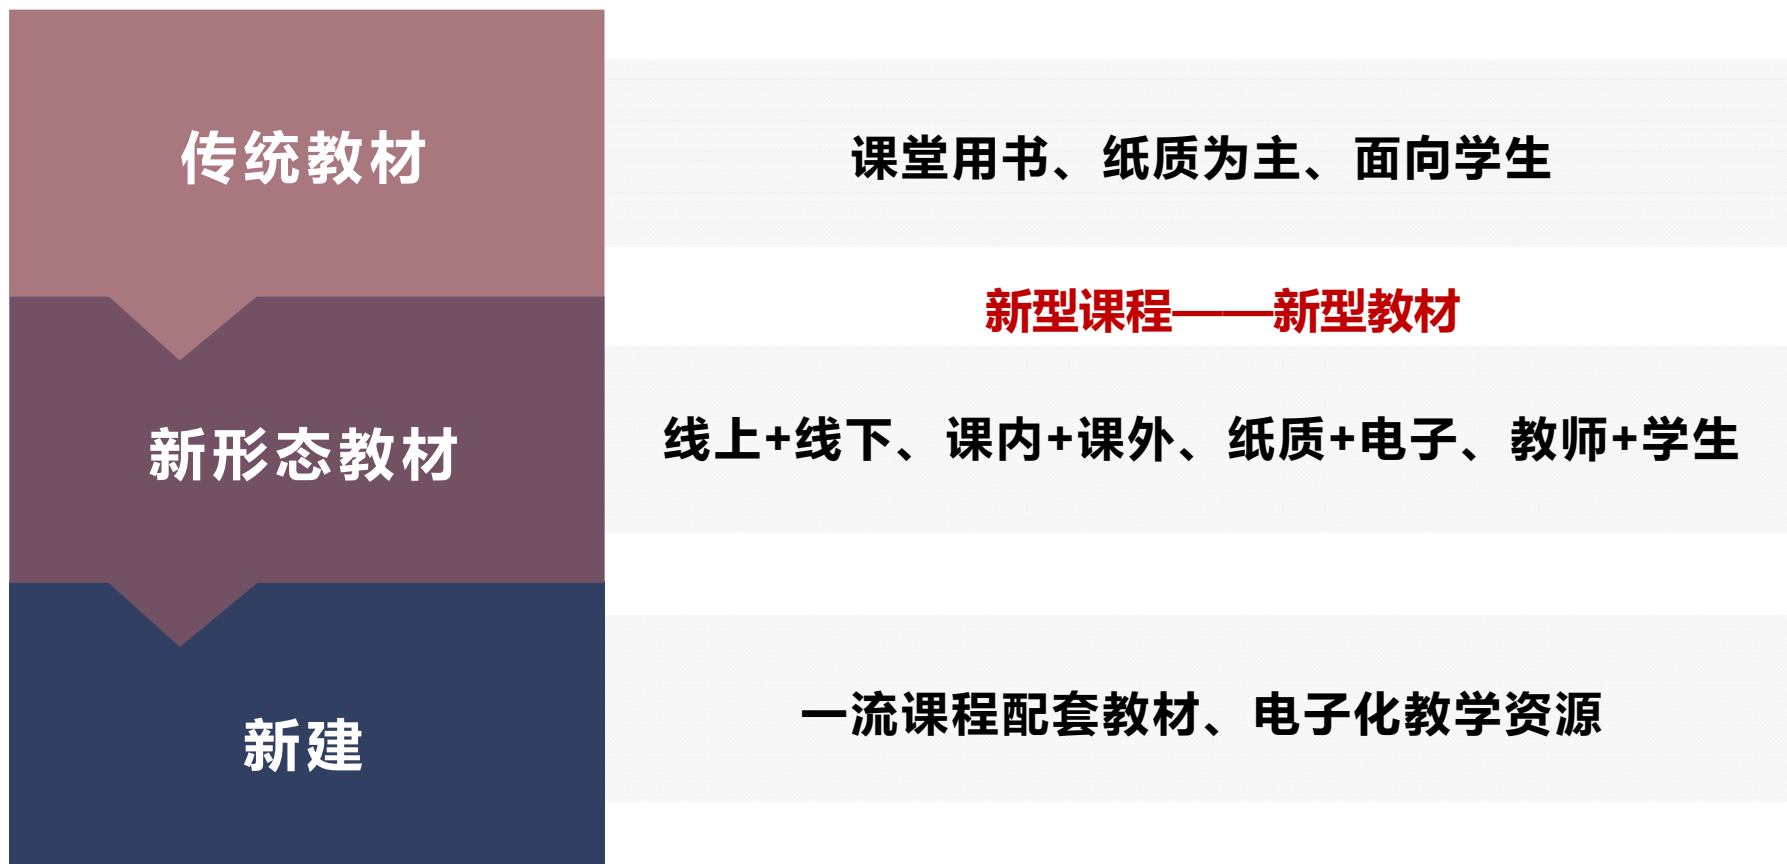 传统教材
课堂用书、纸质为主、面向学生
新型课程——新型教材
新形态教材
线上+线下、课内+课外、纸质+电子、教师+学生
新建
一流课程配套教材、电子化教学资源